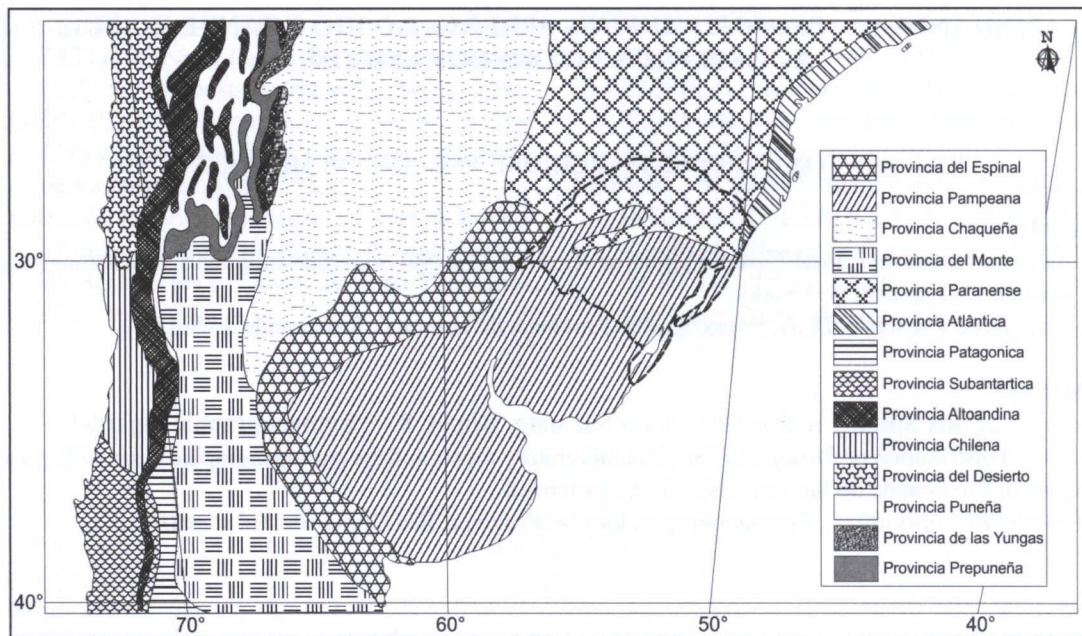 N
Provincia del Espinal
Provincia Pampeana
Provincia Chaqueña
Provincia del Monte
Provincia Paranense
Provincia Atlântica
Provincia Patagonica
Provincia Subantartica
Provincia Altoandina
Provincia Chilena
Provincia del Desierto
Provincia Puneña
Provincia de las Yungas
Provincia Prepuneña
30°
40°
70°
60°
50°
40°